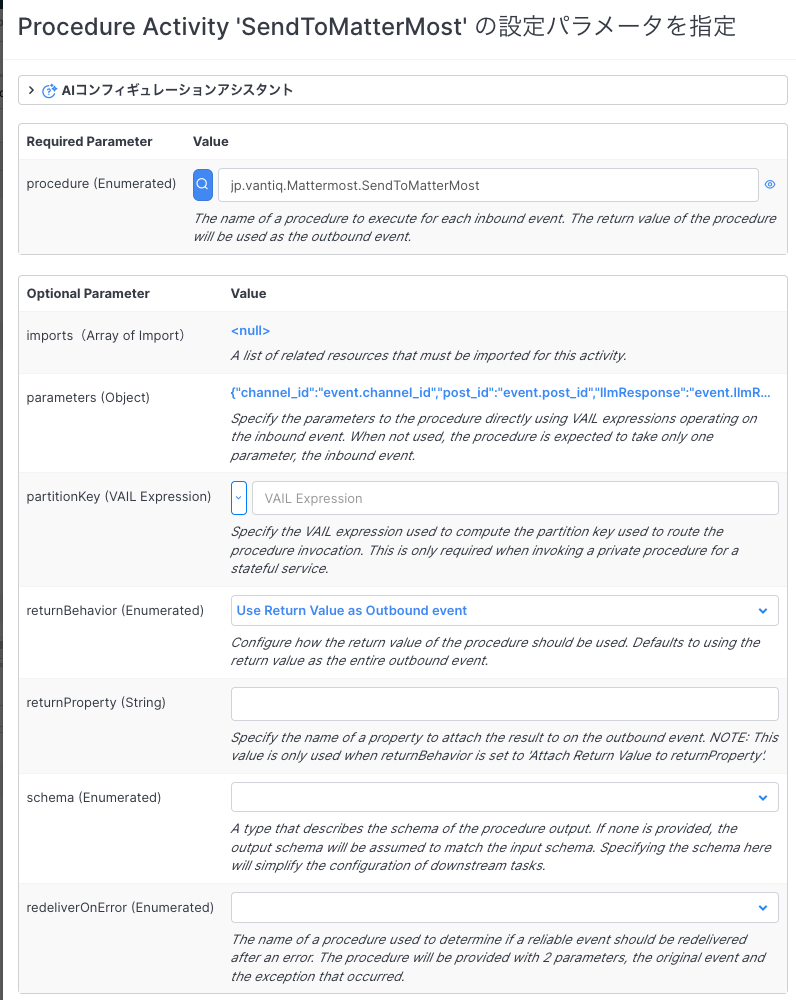 Procedure Activity 'SendToMatterMost' の設定パラメータを指定
AIコンフィギュレーションアシスタント
Required Parameter Value
procedure (Enumerated) jp.vantiq.Mattermost.SendToMatterMost
The name of a procedure to execute for each inbound event. The return value of the procedure
will be used as the outbound event.
Optional Parameter Value
imports（Array of Import） <null>
A list of related resources that must be imported for this activity.
parameters (Object) {"channel_id":"event.channel_id","post_id":"event.post_id","llmResponse":"event.llmR...
Specify the parameters to the procedure directly using VAIL expressions operating on
the inbound event. When not used, the procedure is expected to take only one
parameter, the inbound event.
partitionKey (VAIL Expression) VAIL Expression
Specify the VAIL expression used to compute the partition key used to route the
procedure invocation. This is only required when invoking a private procedure for a
stateful service.
returnBehavior (Enumerated) Use Return Value as Outbound event
Configure how the return value of the procedure should be used. Defaults to using the
return value as the entire outbound event.
returnProperty (String)
Specify the name of a property to attach the result to on the outbound event. NOTE: This
value is only used when returnBehavior is set to 'Attach Return Value to returnProperty'.
schema (Enumerated)
A type that describes the schema of the procedure output. If none is provided, the
output schema will be assumed to match the input schema. Specifying the schema here
will simplify the configuration of downstream tasks.
redeliverOnError (Enumerated)
The name of a procedure used to determine if a reliable event should be redelivered
after an error. The procedure will be provided with 2 parameters, the original event and
the exception that occurred.